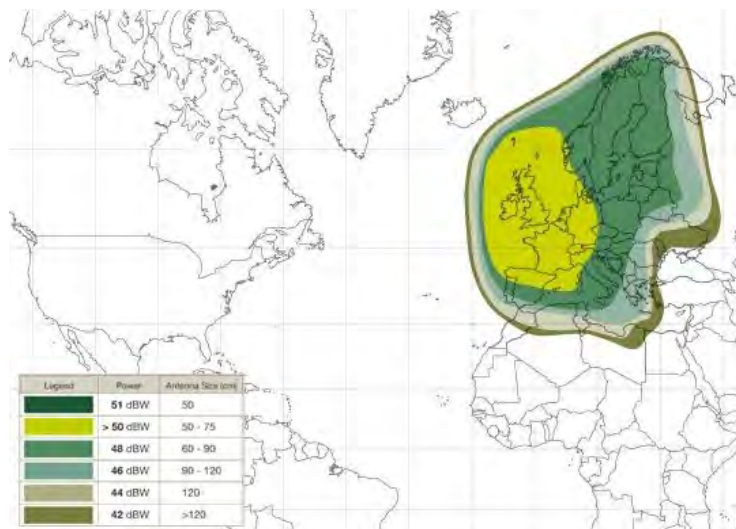 Legend Power Antenna Size (cm)
51 dBW 50
> 50 dBW 50 - 75
48 dBW 60 - 90
46 dBW 90 - 120
44 dBW 120
42 dBW >120